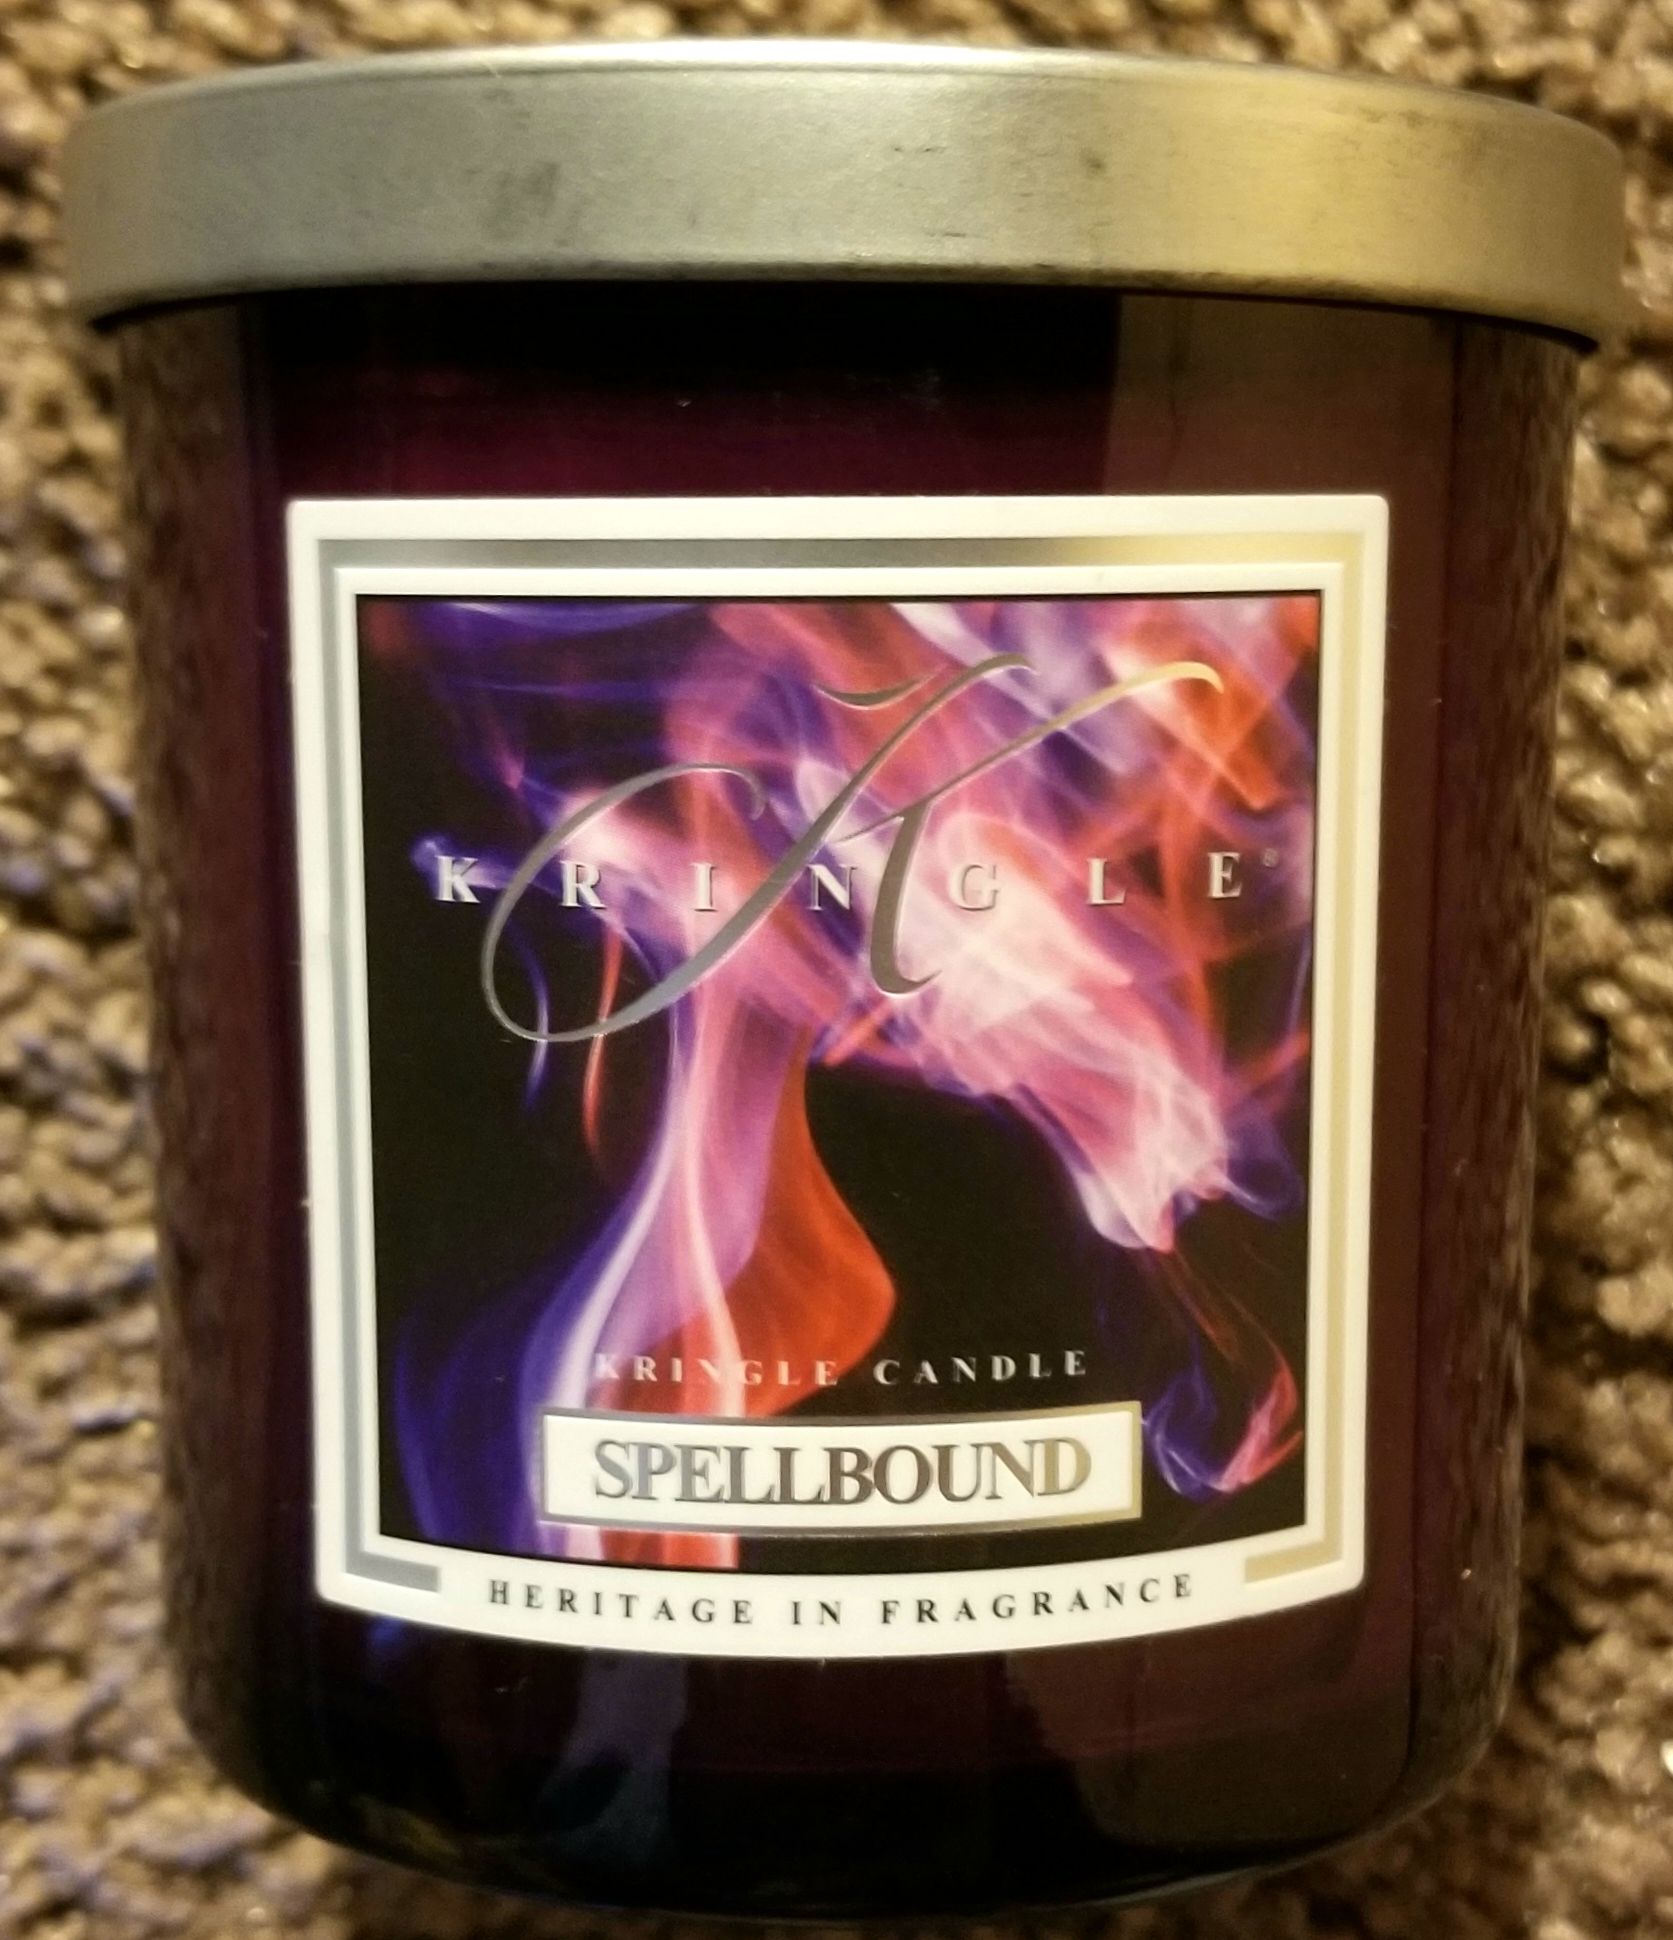 K
KRINGLE®
KRINGLE CANDLE
SPELLBOUND
HERITAGE IN FRAGRANCE